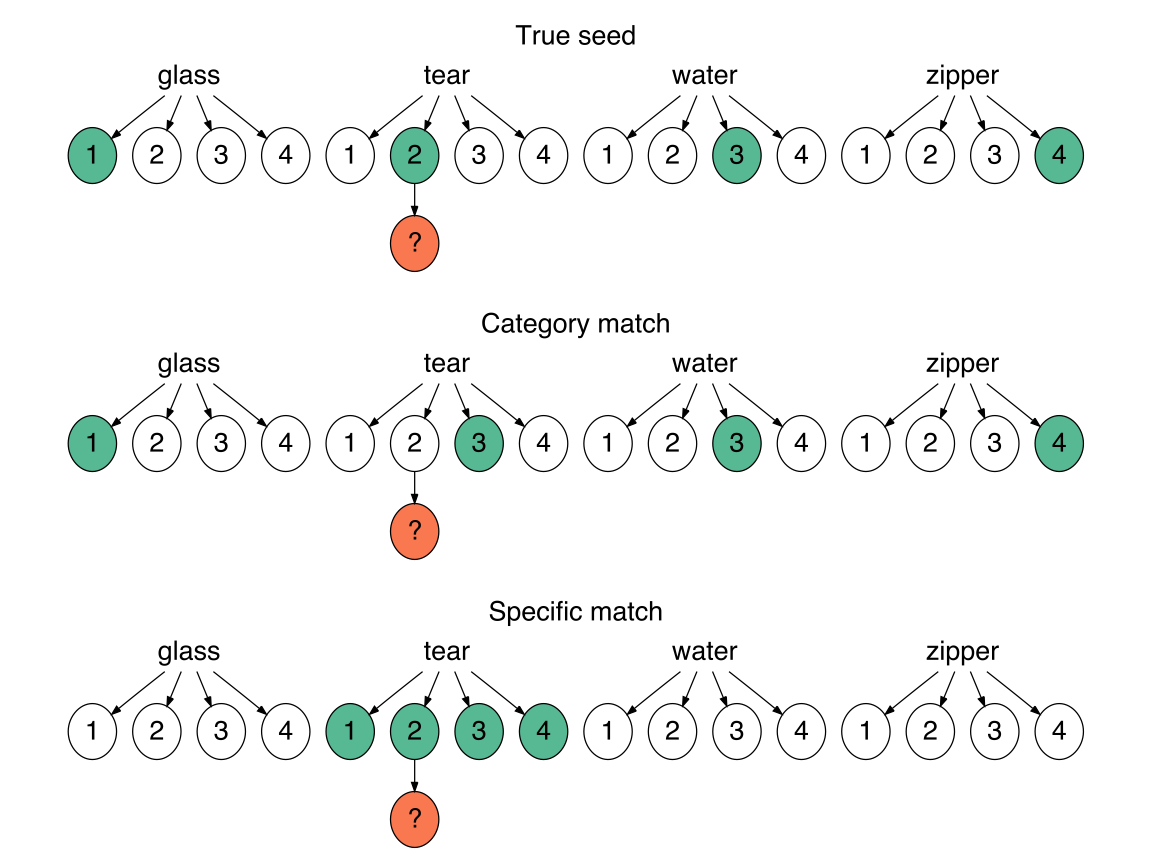 True seed
glass tear water zipper
1 2 3 4 1 2 3 4 1 2 3 4 1 2 3 4
?
Category match
glass tear water zipper
1 2 3 4 1 2 3 4 1 2 3 4 1 2 3 4
?
Specific match
glass tear water zipper
1 2 3 4 1 2 3 4 1 2 3 4 1 2 3 4
?